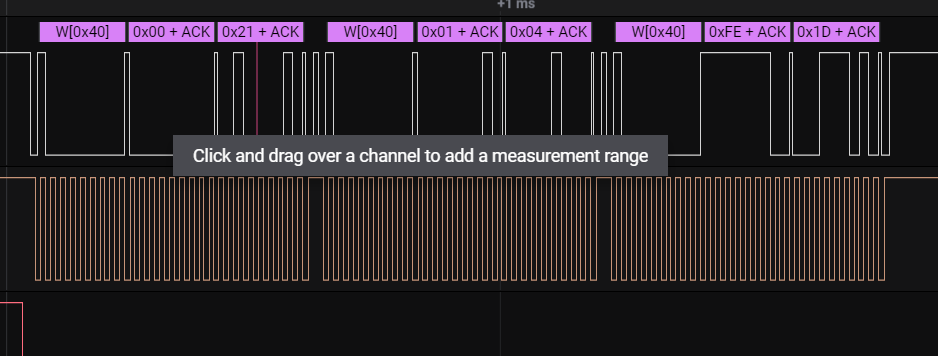 +1 ms
W[0x40] 0x00 + ACK 0x21 + ACK W[0x40] 0x01 + ACK 0x04 + ACK W[0x40] 0xFE + ACK 0x1D + ACK
Click and drag over a channel to add a measurement range